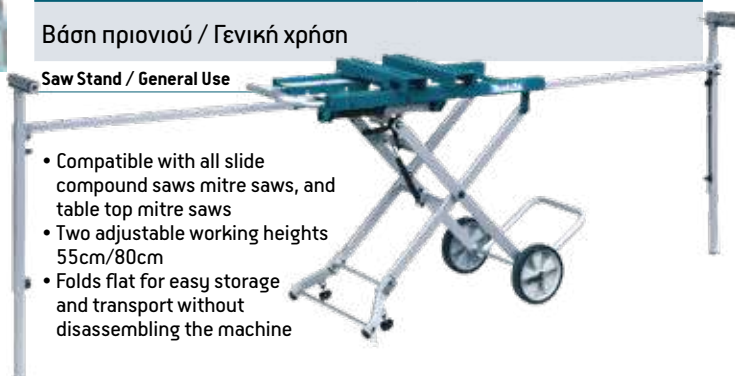 Βάση πριονιού / Γενική χρήση
Saw Stand / General Use
• Compatible with all slide
compound saws mitre saws, and
table top mitre saws
• Two adjustable working heights
55cm/80cm
• Folds flat for easy storage
and transport without
disassembling the machine